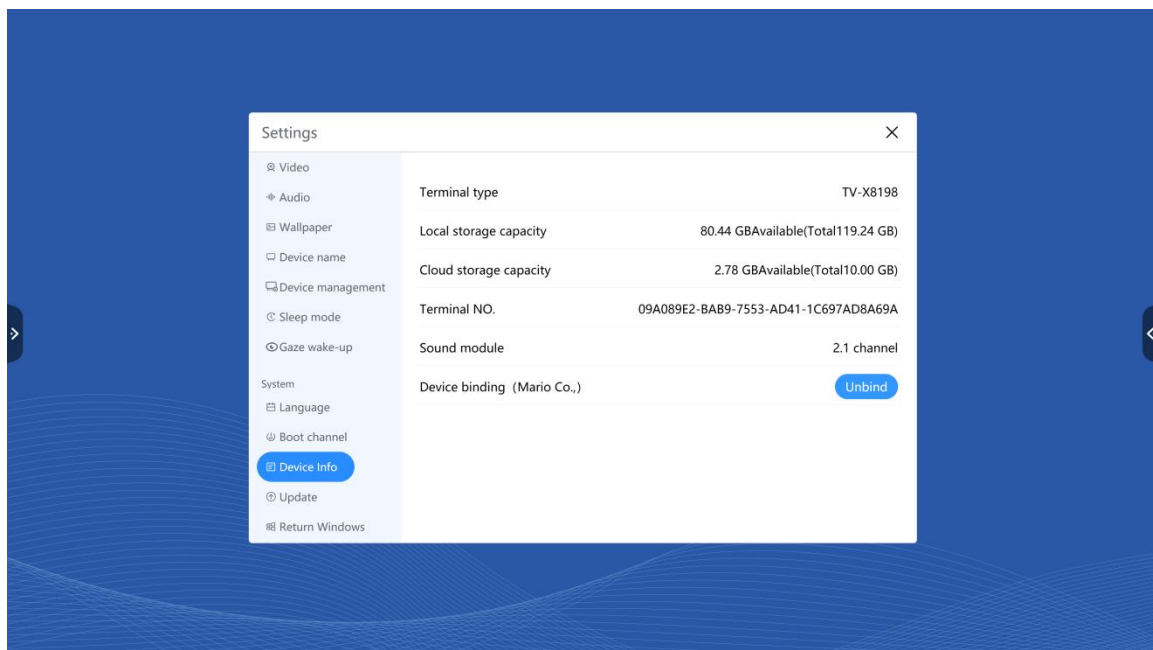 Settings
Video
Audio
Wallpaper
Device name
Device management
Sleep mode
Gaze wake-up
System
Language
Boot channel
Device Info
Update
Return Windows
Terminal type TV-X8198
Local storage capacity 80.44 GBAvailable(Total119.24 GB)
Cloud storage capacity 2.78 GBAvailable(Total10.00 GB)
Terminal NO. 09A089E2-BAB9-7553-AD41-1C697AD8A69A
Sound module 2.1 channel
Device binding（Mario Co.,) Unbind